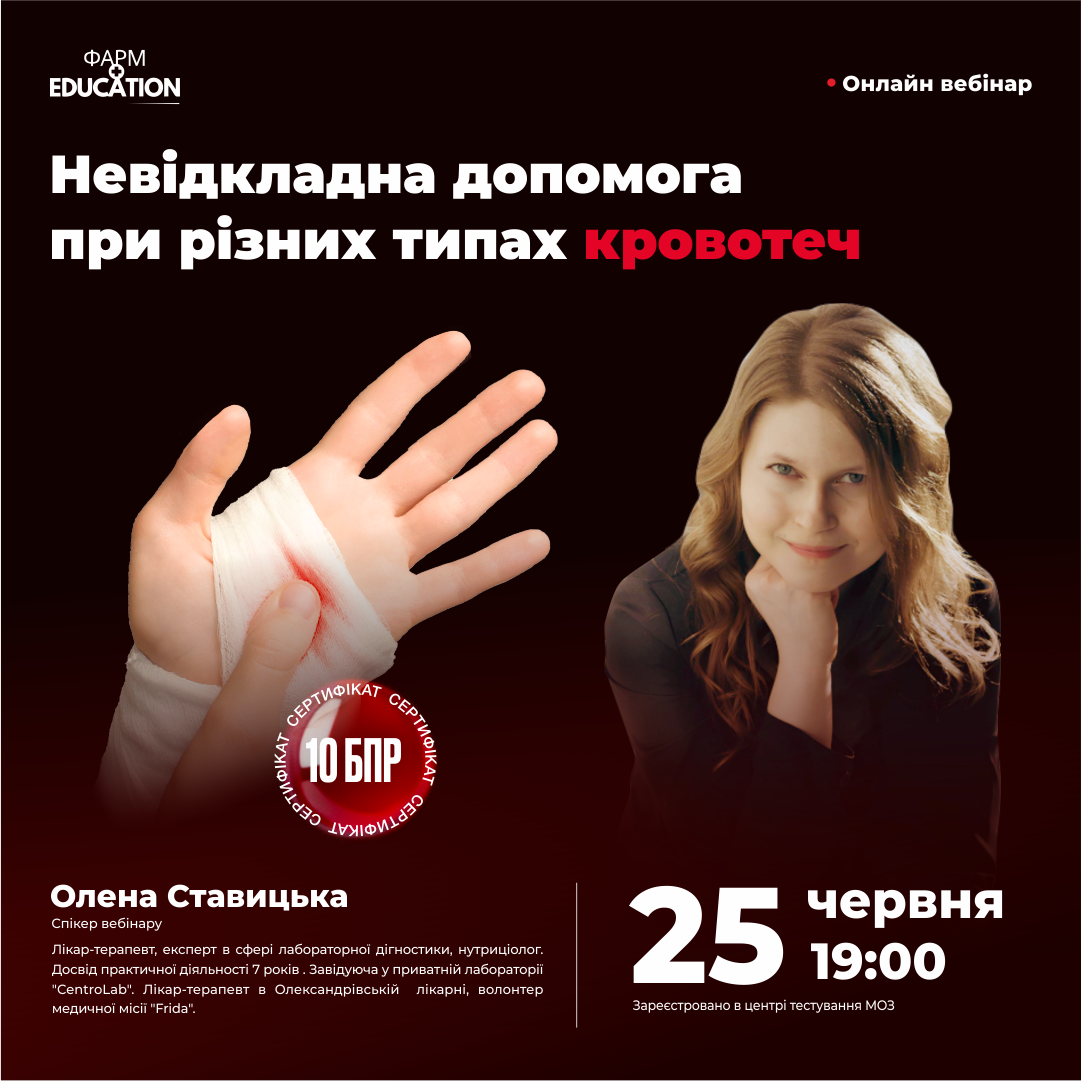 ФАРМ
EDUCATION
Онлайн вебінар
Невідкладна допомога
при різних типах кровотеч
СЕРТИФІКАТ СЕРТИФІКАТ СЕРТИФІКАТ СЕРТИФІКАТ СЕРТИФІКАТ
10 БПР
Олена Ставицька
Спікер вебінару
Лікар-терапевт, експерт в сфері лабораторної дігностики, нутриціолог.
Досвід практичної діяльності 7 років . Завідуюча у приватній лабораторії
"CentroLab". Лікар-терапевт в Олександрівській лікарні, волонтер
медичної місії "Frida".
25 червня
19:00
Зареєстровано в центрі тестування МОЗ